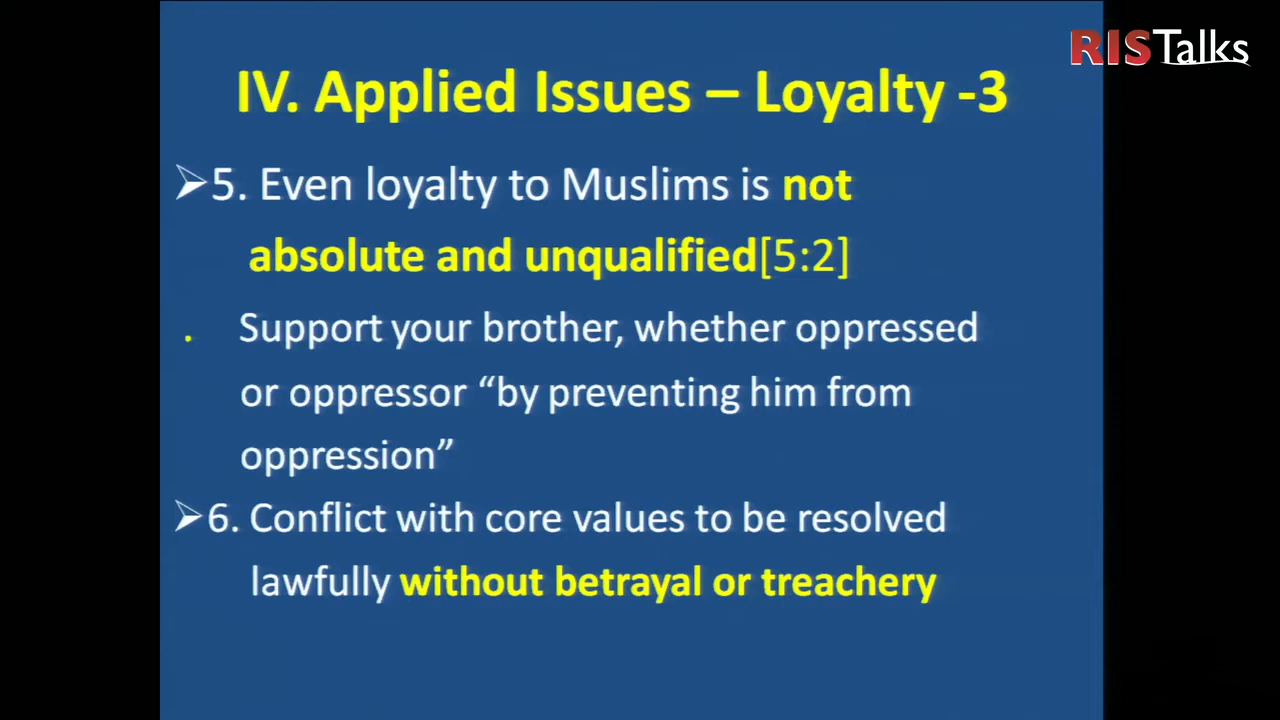 RISTalks
IV. Applied Issues – Loyalty -3
➢5. Even loyalty to Muslims is not
absolute and unqualified[5:2]
. Support your brother, whether oppressed
or oppressor “by preventing him from
oppression”
➢6. Conflict with core values to be resolved
lawfully without betrayal or treachery